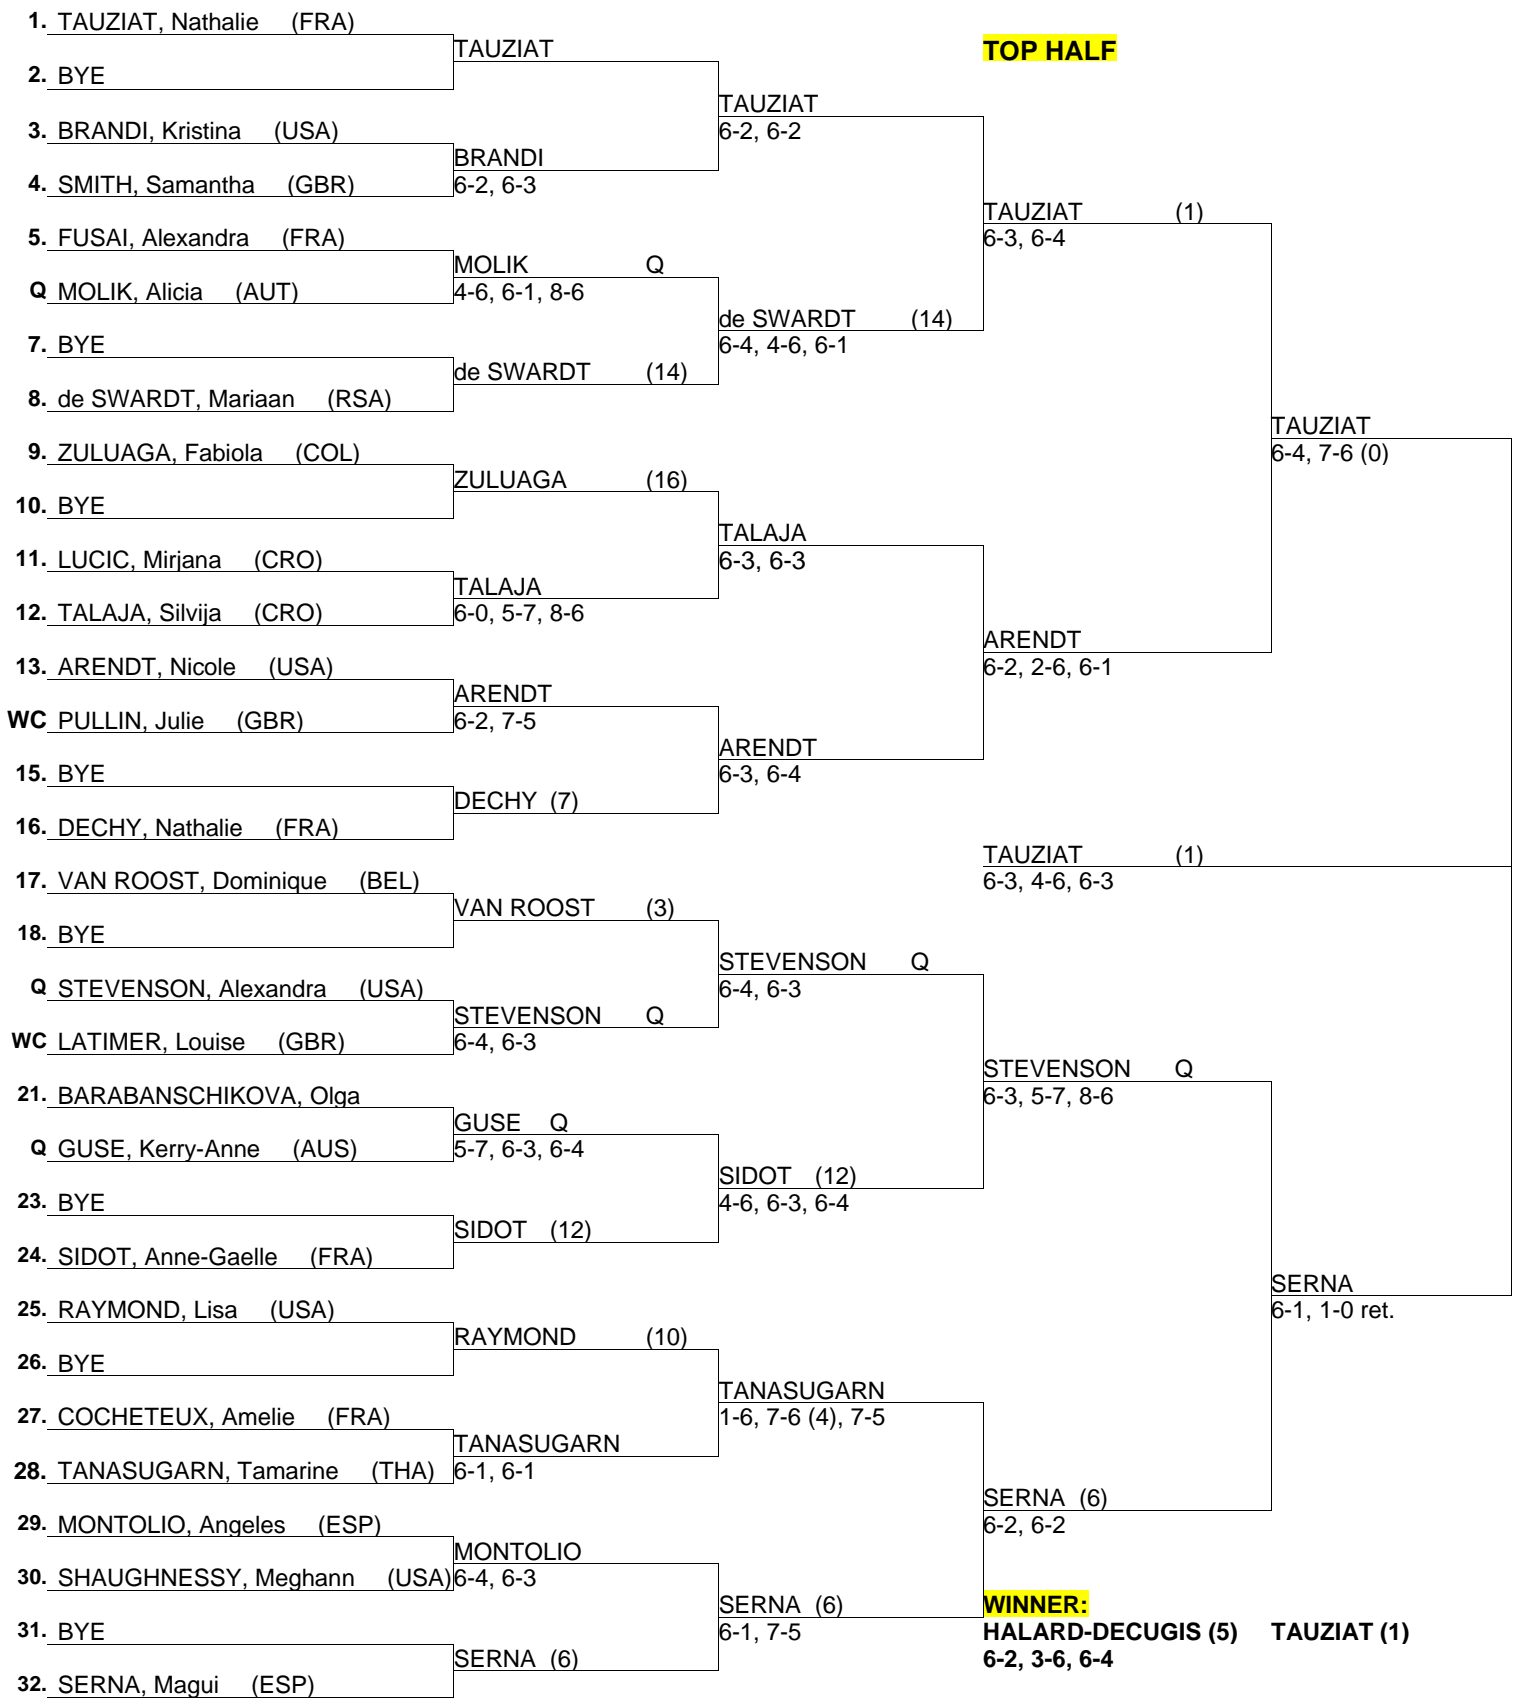 1. TAUZIAT, Nathalie (FRA)
TAUZIAT
TOP HALF
2. BYE
TAUZIAT
6-2, 6-2
3. BRANDI, Kristina (USA)
BRANDI
6-2, 6-3
4. SMITH, Samantha (GBR)
TAUZIAT (1)
6-3, 6-4
5. FUSAI, Alexandra (FRA)
MOLIK Q
4-6, 6-1, 8-6
Q MOLIK, Alicia (AUT)
de SWARDT (14)
6-4, 4-6, 6-1
7. BYE
de SWARDT (14)
8. de SWARDT, Mariaan (RSA)
TAUZIAT
6-4, 7-6 (0)
9. ZULUAGA, Fabiola (COL)
ZULUAGA (16)
10. BYE
TALAJA
6-3, 6-3
11. LUCIC, Mirjana (CRO)
TALAJA
6-0, 5-7, 8-6
12. TALAJA, Silvija (CRO)
ARENDT
6-2, 2-6, 6-1
13. ARENDT, Nicole (USA)
ARENDT
6-2, 7-5
WC PULLIN, Julie (GBR)
ARENDT
6-3, 6-4
15. BYE
DECHY (7)
16. DECHY, Nathalie (FRA)
TAUZIAT (1)
6-3, 4-6, 6-3
17. VAN ROOST, Dominique (BEL)
VAN ROOST (3)
18. BYE
STEVENSON Q
6-4, 6-3
Q STEVENSON, Alexandra (USA)
STEVENSON Q
6-4, 6-3
WC LATIMER, Louise (GBR)
STEVENSON Q
6-3, 5-7, 8-6
21. BARABANSCHIKOVA, Olga
GUSE Q
5-7, 6-3, 6-4
Q GUSE, Kerry-Anne (AUS)
SIDOT (12)
4-6, 6-3, 6-4
23. BYE
SIDOT (12)
24. SIDOT, Anne-Gaelle (FRA)
SERNA
6-1, 1-0 ret.
25. RAYMOND, Lisa (USA)
RAYMOND (10)
26. BYE
TANASUGARN
1-6, 7-6 (4), 7-5
27. COCHETEUX, Amelie (FRA)
TANASUGARN
6-1, 6-1
28. TANASUGARN, Tamarine (THA)
SERNA (6)
6-2, 6-2
29. MONTOLIO, Angeles (ESP)
MONTOLIO
6-4, 6-3
30. SHAUGHNESSY, Meghann (USA)
SERNA (6)
6-1, 7-5
31. BYE
SERNA (6)
32. SERNA, Magui (ESP)
WINNER:
HALARD-DECUGIS (5) TAUZIAT (1)
6-2, 3-6, 6-4